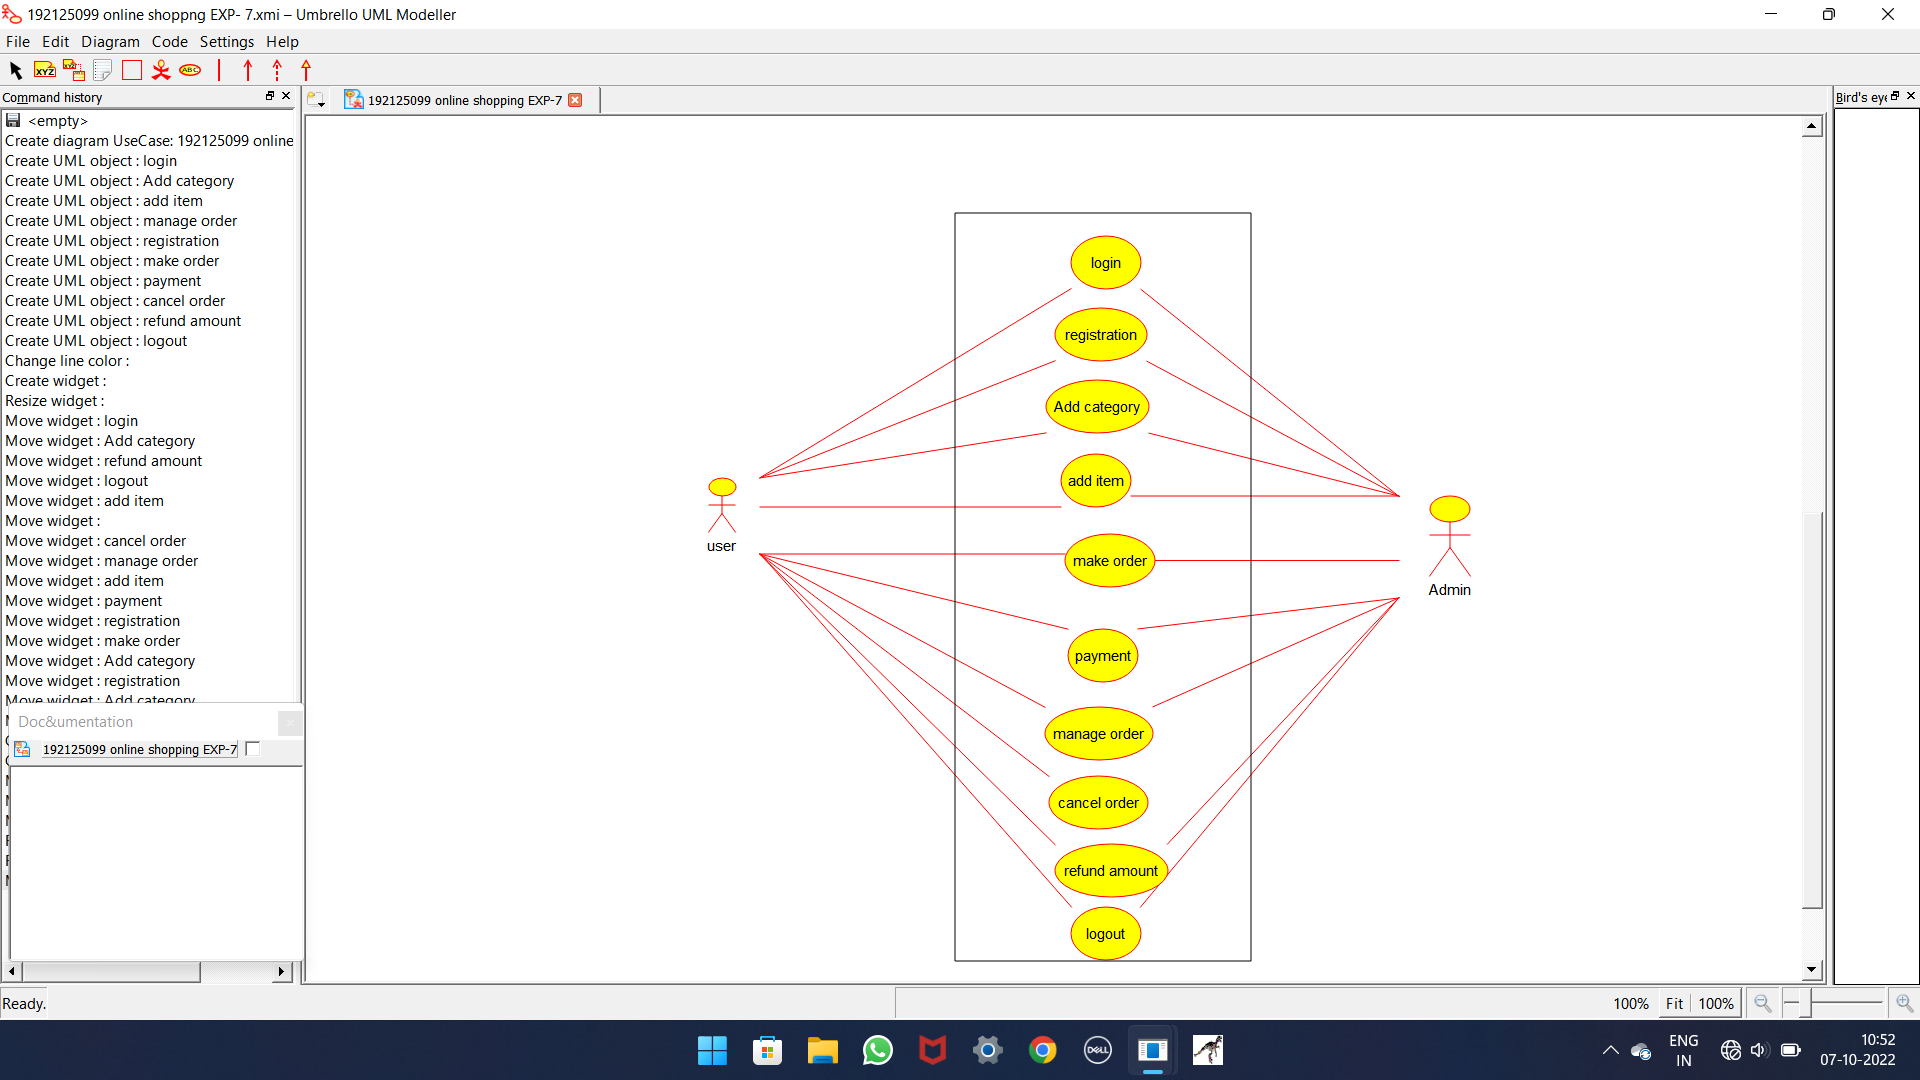 192125099 online shoppng EXP- 7.xmi – Umbrello UML Modeller
File Edit Diagram Code Settings Help
XYZ XYZ ABC
Command history
192125099 online shopping EXP-7
Bird's eye
<empty>
Create diagram UseCase: 192125099 online
Create UML object : login
Create UML object : Add category
Create UML object : add item
Create UML object : manage order
Create UML object : registration
Create UML object : make order
Create UML object : payment
Create UML object : cancel order
Create UML object : refund amount
Create UML object : logout
Change line color :
Create widget :
Resize widget :
Move widget : login
Move widget : Add category
Move widget : refund amount
Move widget : logout
Move widget : add item
Move widget :
Move widget : cancel order
Move widget : manage order
Move widget : add item
Move widget : payment
Move widget : registration
Move widget : make order
Move widget : Add category
Move widget : registration
Move widget : Add category
Doc&umentation
192125099 online shopping EXP-7
login
registration
Add category
add item
make order
payment
manage order
cancel order
refund amount
logout
user
Admin
Ready.
100% Fit 100%
DELL
ENG
IN
10:52
07-10-2022